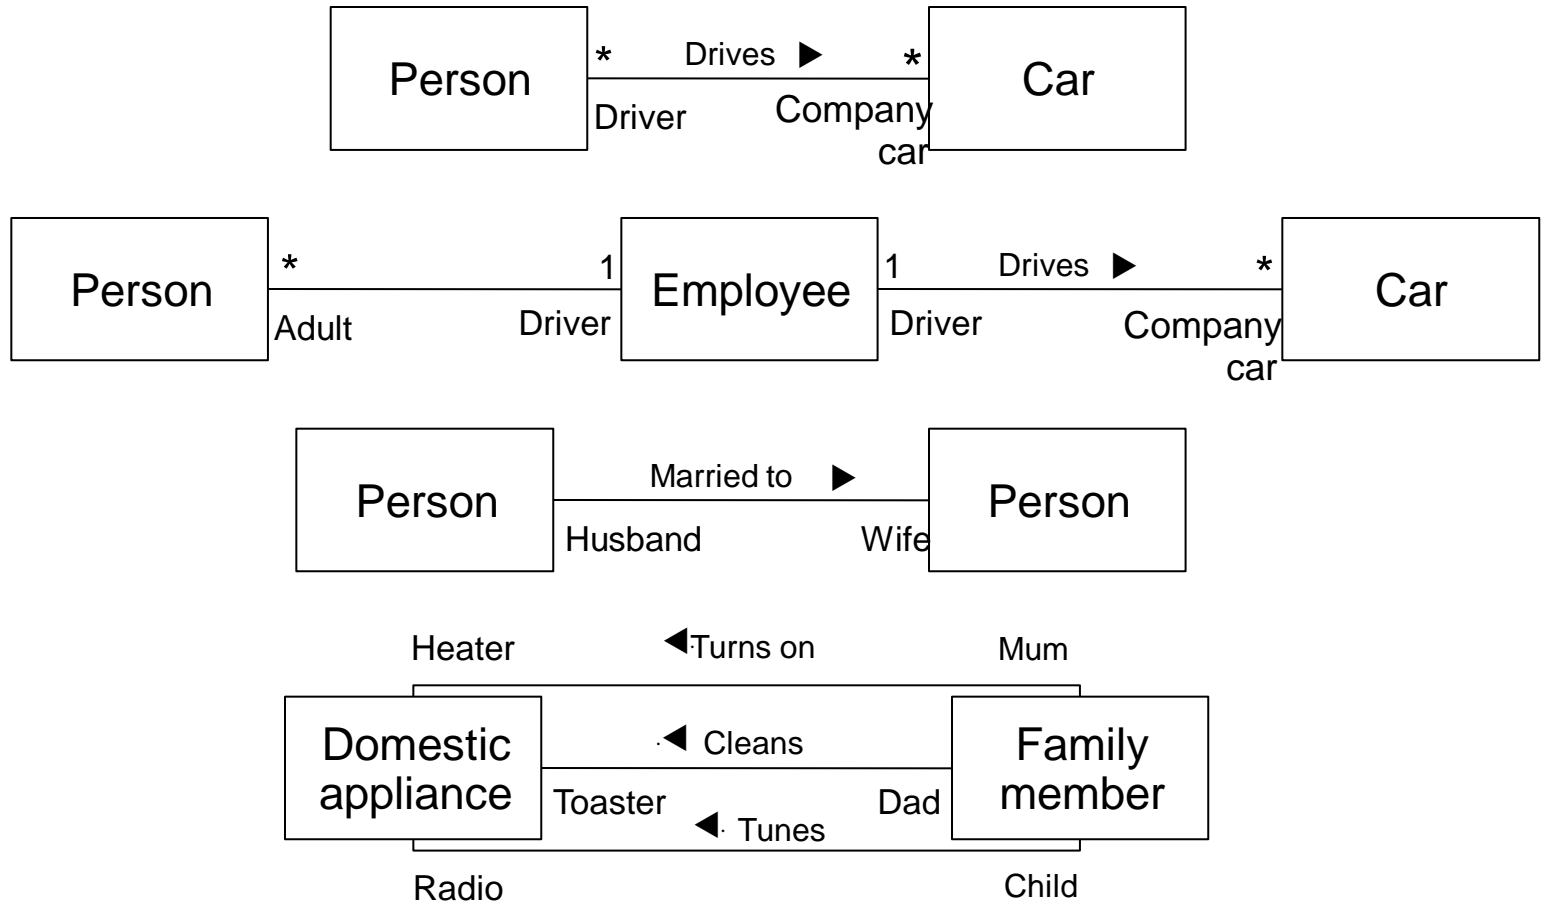 Person
* Drives *
Car
Driver
Company
car
Person
*
Adult
1
Driver
Employee
1
Driver
Drives
*
Company
car
Car
Person
Married to
Husband
Wife
Person
Heater
Turns on
Mum
Domestic
appliance
Cleans
Toaster
Dad
Family
member
Tunes
Radio
Child